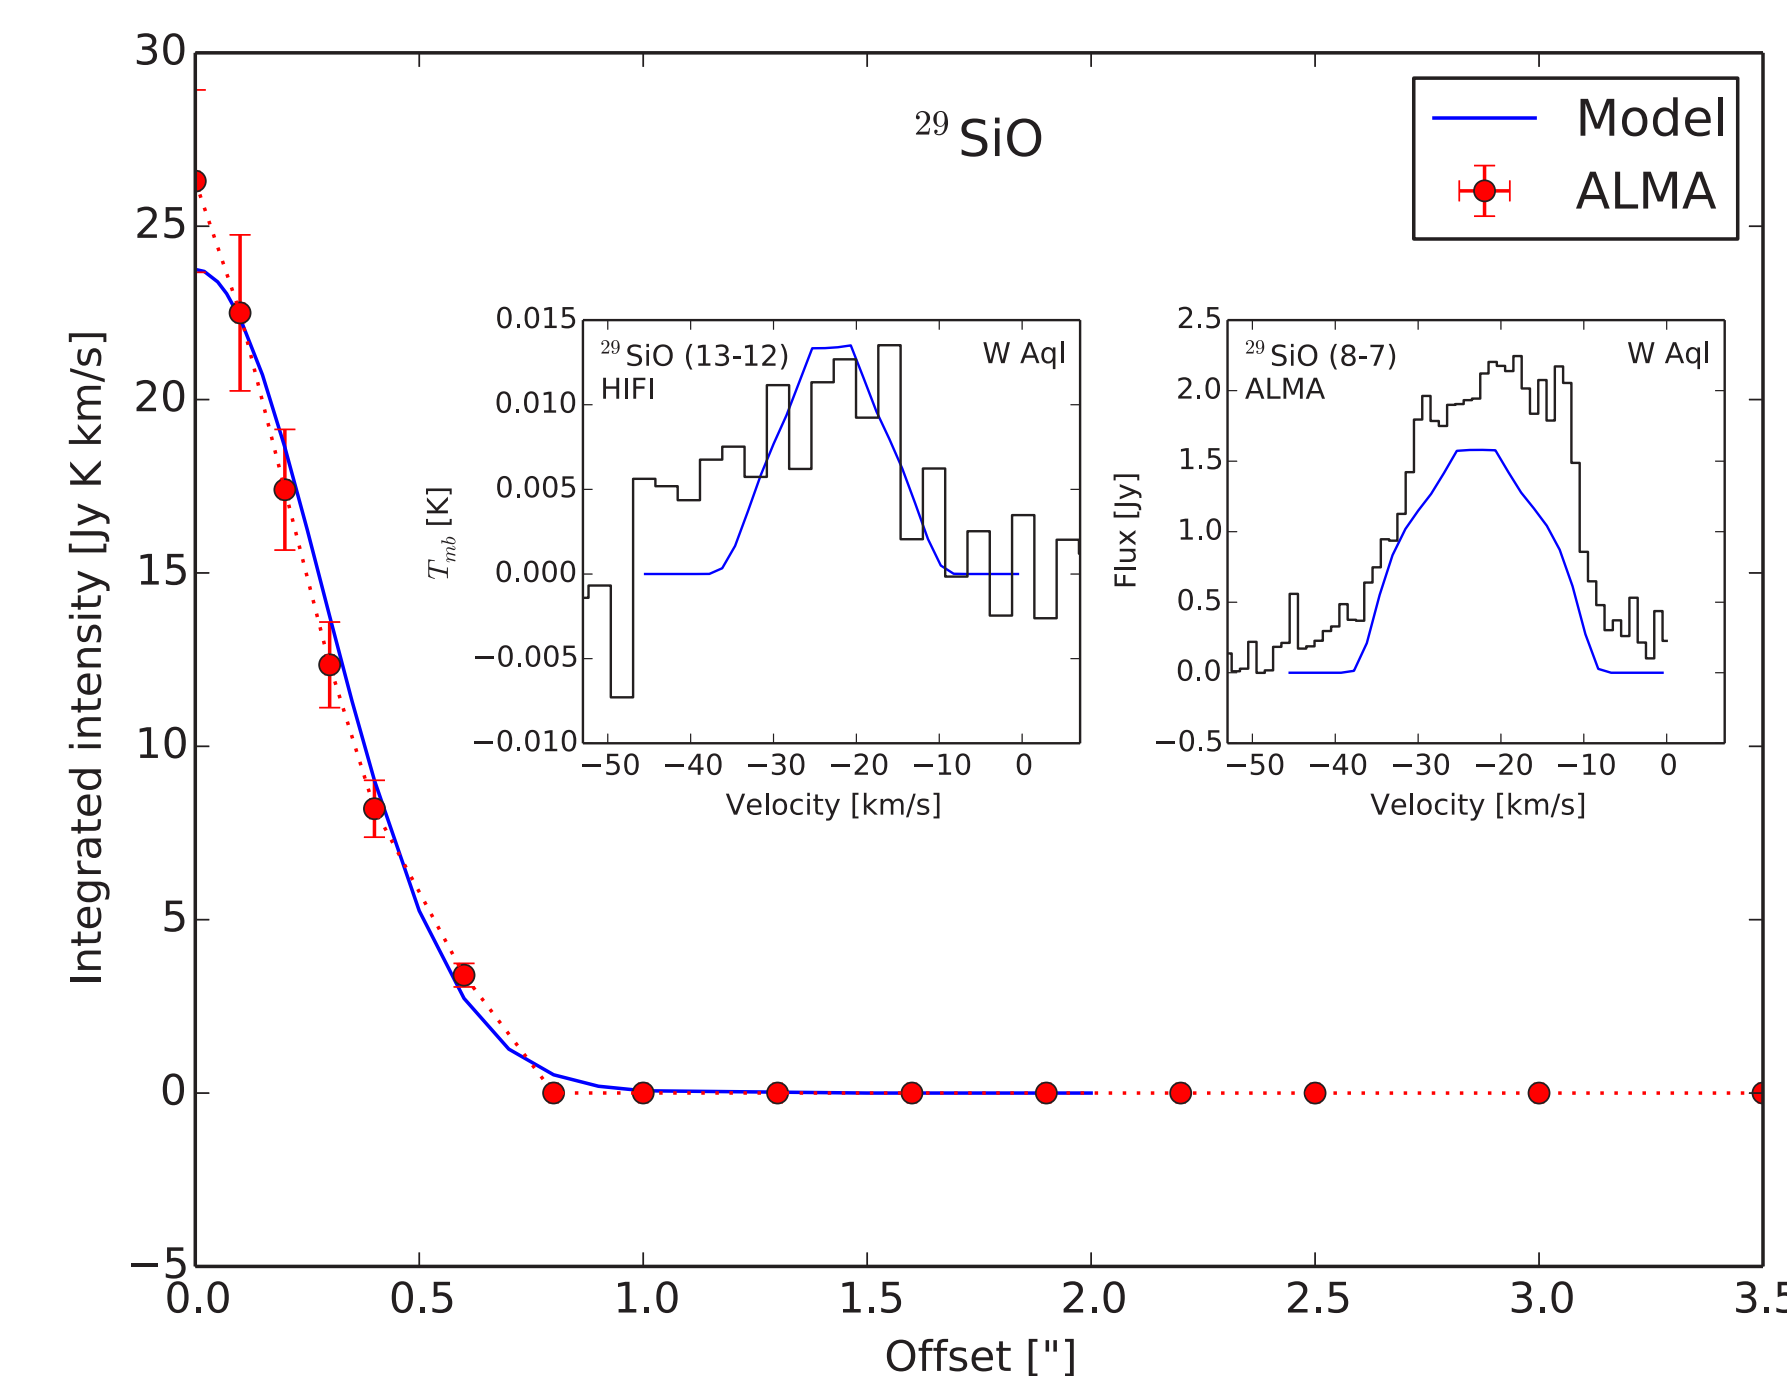 30
25
20
15
10
5
0
−5
Integrated intensity [Jy K km/s]
²⁹SiO
Model
ALMA
0.015
0.010
0.005
0.000
−0.005
−0.010
T_mb [K]
²⁹SiO (13-12)
HIFI
W Aql
−50 −40 −30 −20 −10 0
Velocity [km/s]
2.5
2.0
1.5
1.0
0.5
0.0
−0.5
Flux [Jy]
²⁹SiO (8-7)
ALMA
W Aql
−50 −40 −30 −20 −10 0
Velocity [km/s]
0.0 0.5 1.0 1.5 2.0 2.5 3.0 3.5
Offset ["]